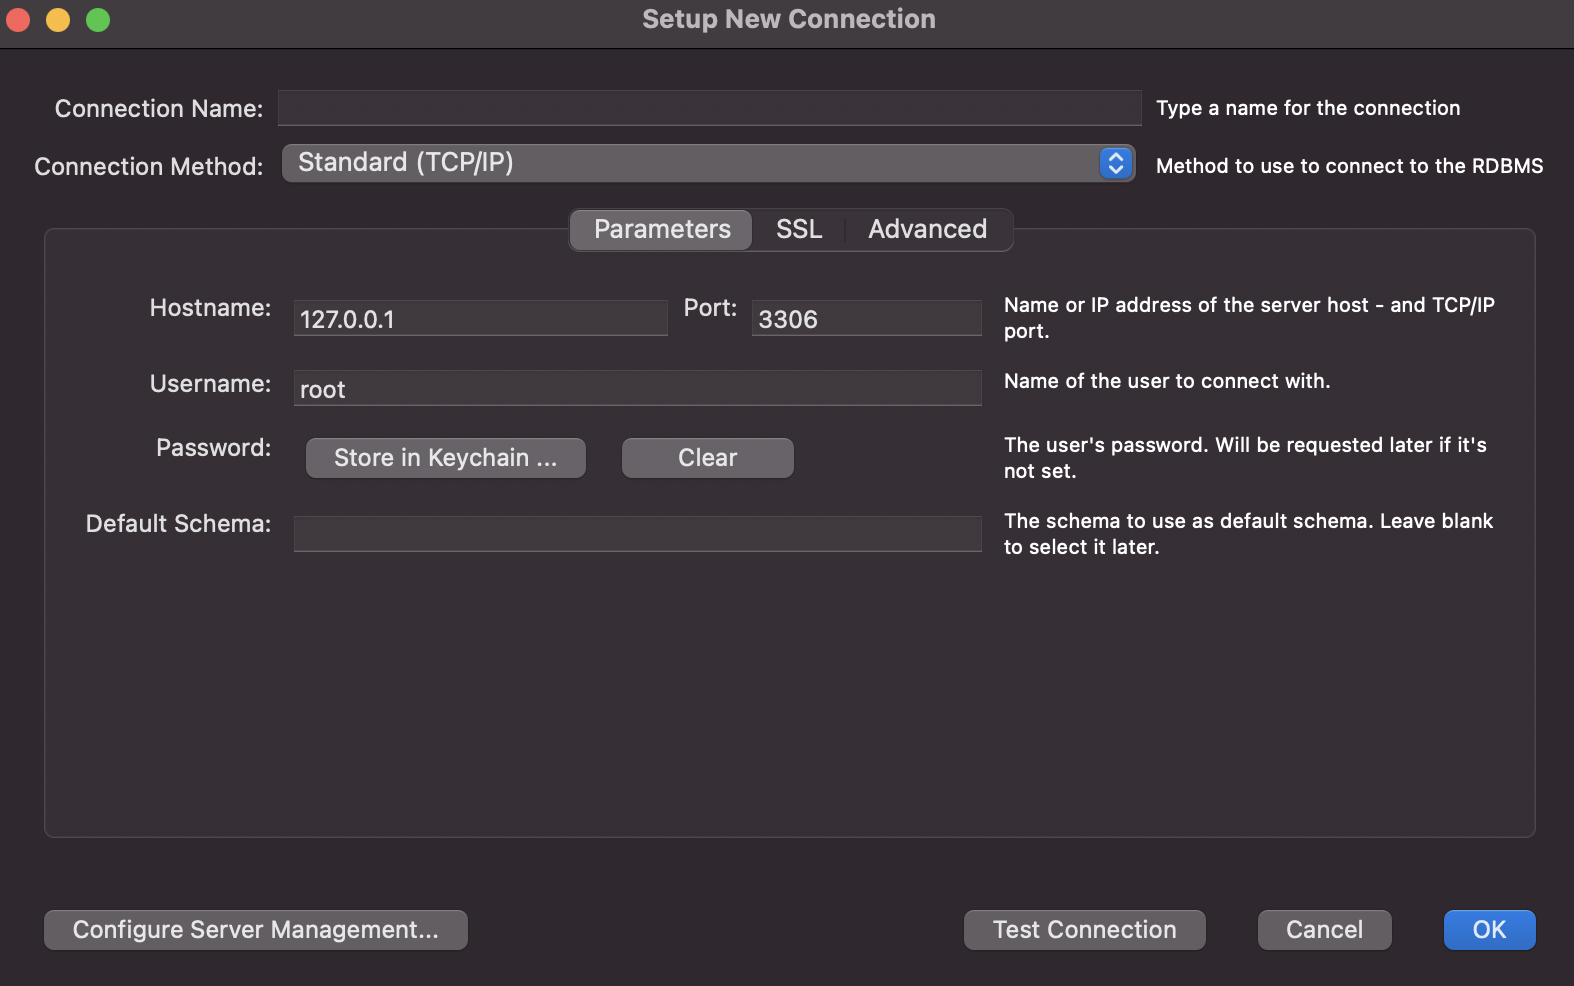 Setup New Connection
Connection Name: Type a name for the connection
Connection Method: Standard (TCP/IP) Method to use to connect to the RDBMS
Parameters SSL Advanced
Hostname: 127.0.0.1 Port: 3306 Name or IP address of the server host - and TCP/IP
port.
Username: root Name of the user to connect with.
Password: Store in Keychain ... Clear The user's password. Will be requested later if it's
not set.
Default Schema: The schema to use as default schema. Leave blank
to select it later.
Configure Server Management... Test Connection Cancel OK